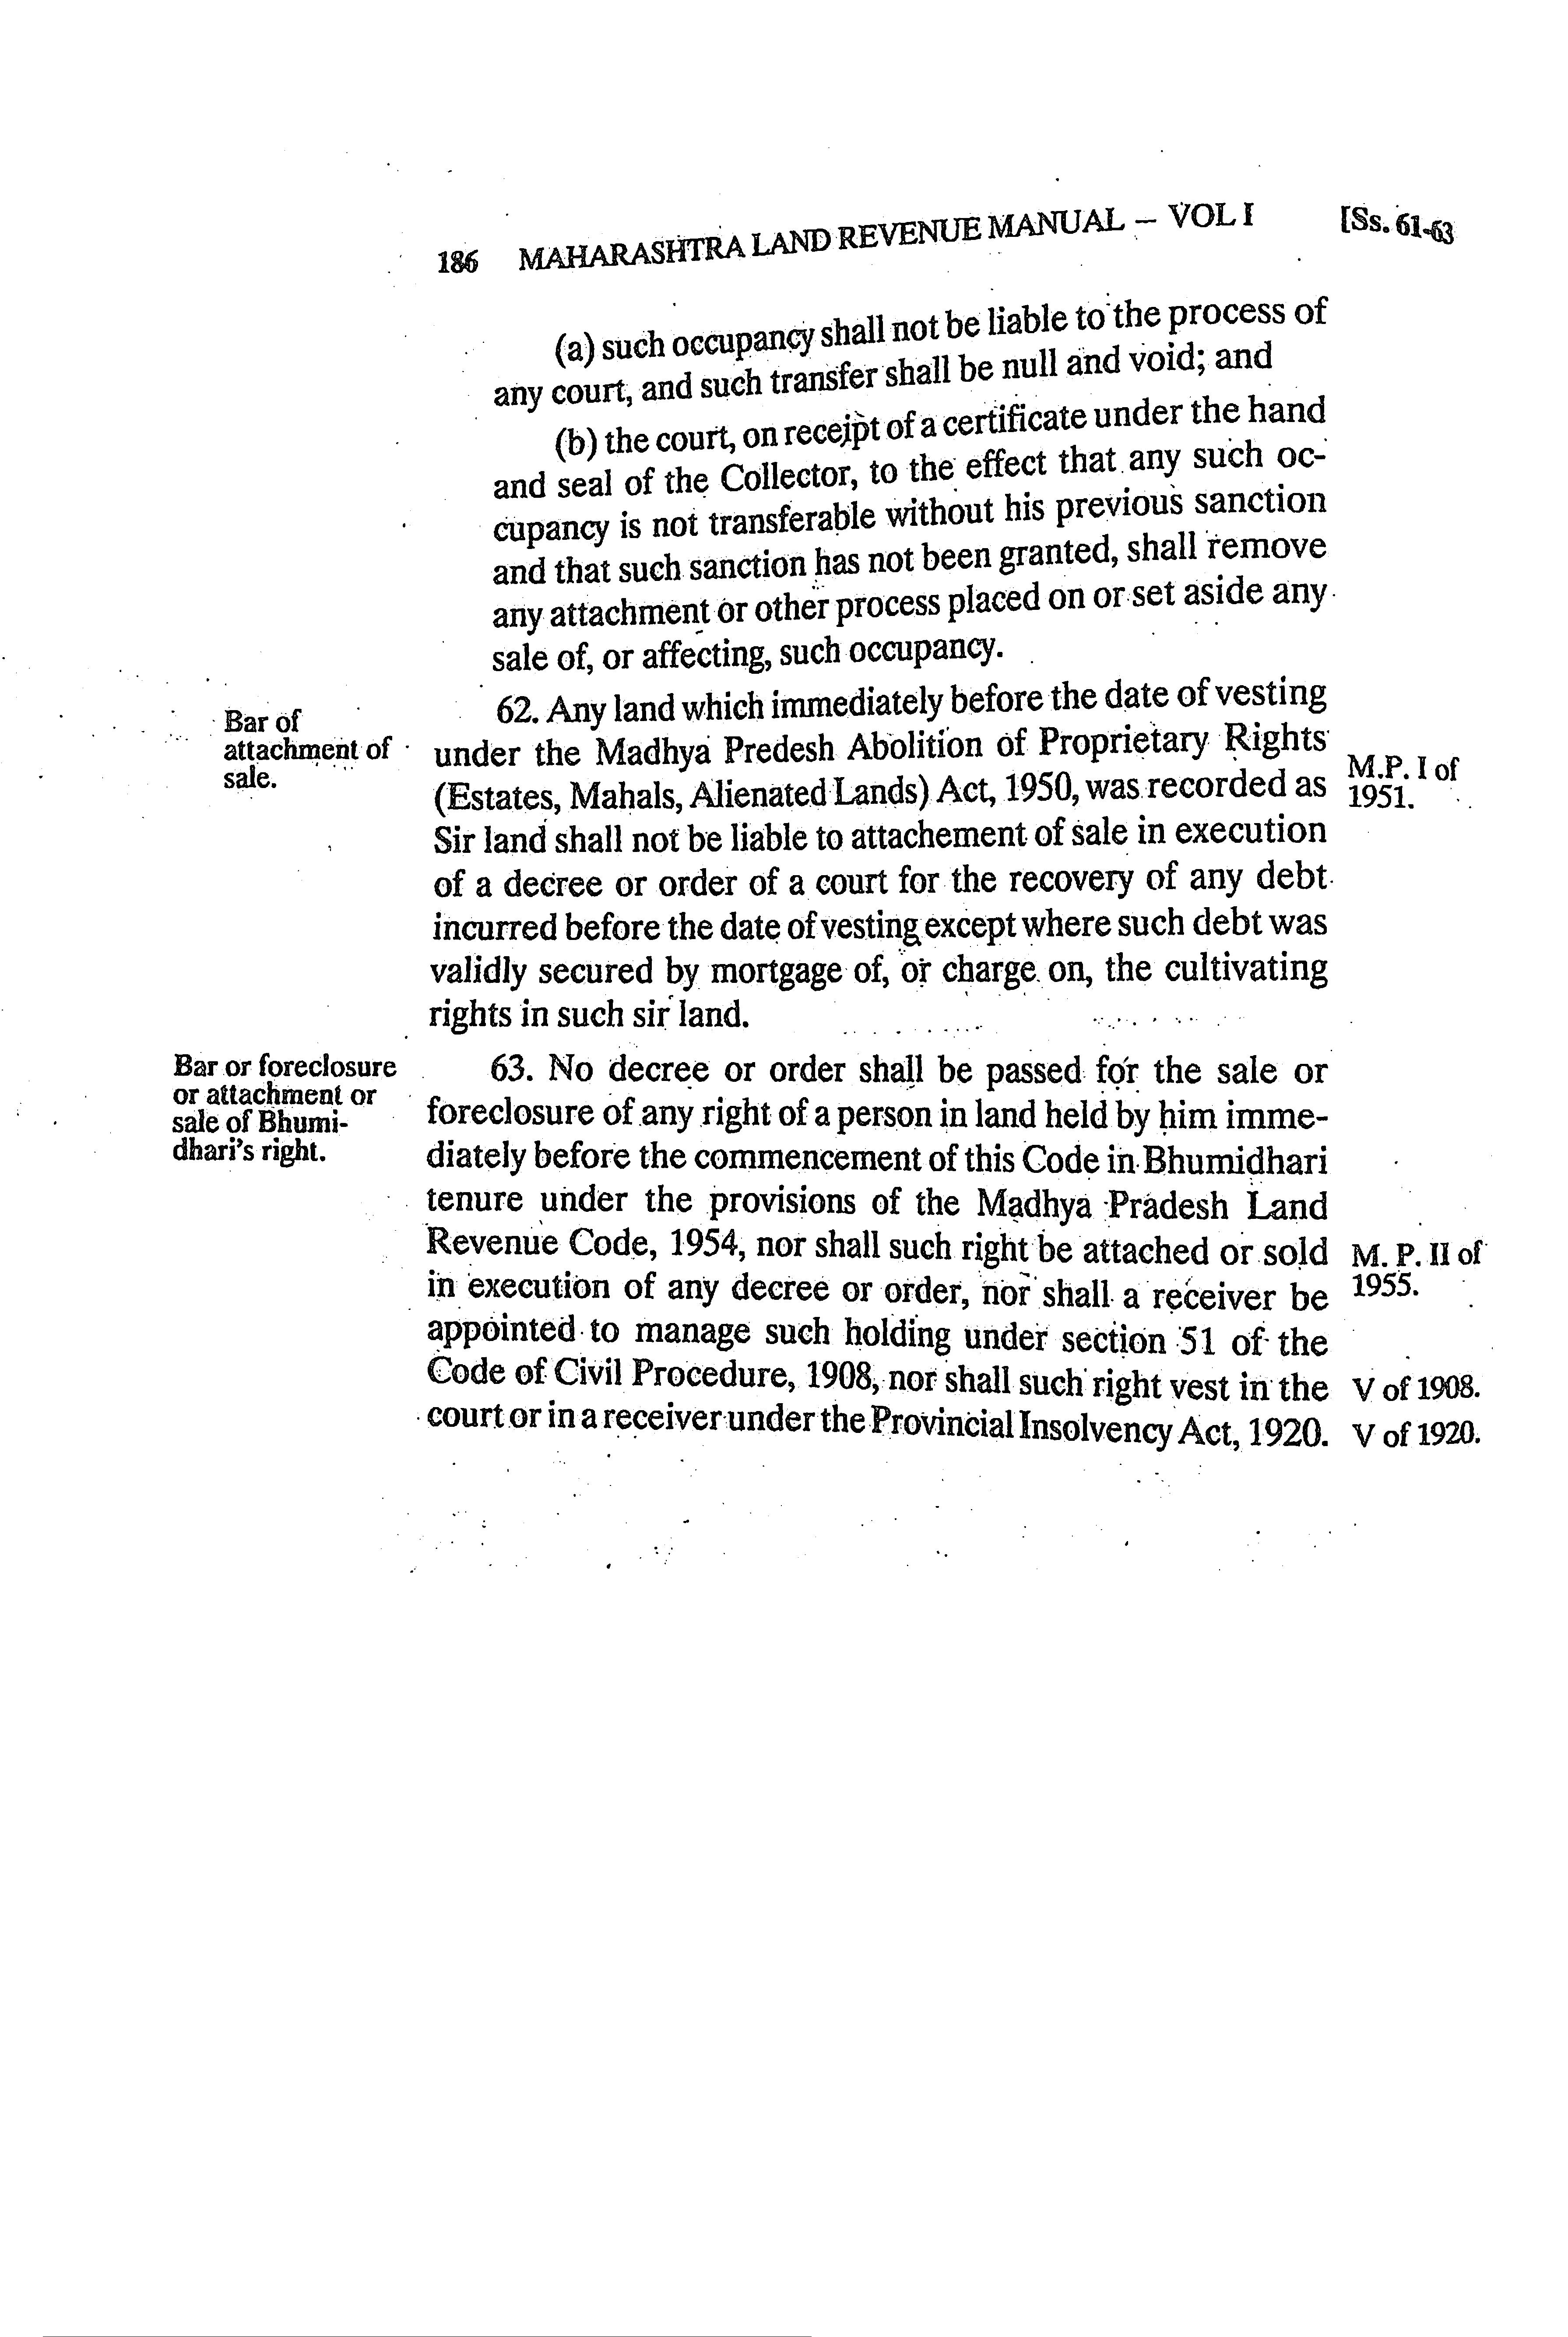 186 MAHARASHTRA LAND REVENUE MANUAL – VOL I [Ss. 61-63
(a) such occupancy shall not be liable to the process of
any court, and such transfer shall be null and void; and
(b) the court, on receipt of a certificate under the hand
and seal of the Collector, to the effect that any such oc-
cupancy is not transferable without his previous sanction
and that such sanction has not been granted, shall remove
any attachment or other process placed on or set aside any
sale of, or affecting, such occupancy.
Bar of
attachment of
sale.
62. Any land which immediately before the date of vesting
under the Madhya Predesh Abolition of Proprietary Rights
(Estates, Mahals, Alienated Lands) Act, 1950, was recorded as
Sir land shall not be liable to attachement of sale in execution
of a decree or order of a court for the recovery of any debt
incurred before the date of vesting except where such debt was
validly secured by mortgage of, or charge on, the cultivating
rights in such sir land.
M.P. I of
1951.
Bar or foreclosure
or attachment or
sale of Bhumi-
dhari's right.
63. No decree or order shall be passed for the sale or
foreclosure of any right of a person in land held by him imme-
diately before the commencement of this Code in Bhumidhari
tenure under the provisions of the Madhya Pradesh Land
Revenue Code, 1954, nor shall such right be attached or sold
in execution of any decree or order, nor shall a receiver be
appointed to manage such holding under section 51 of the
Code of Civil Procedure, 1908, nor shall such right vest in the
court or in a receiver under the Provincial Insolvency Act, 1920.
M. P. II of
1955.
V of 1908.
V of 1920.